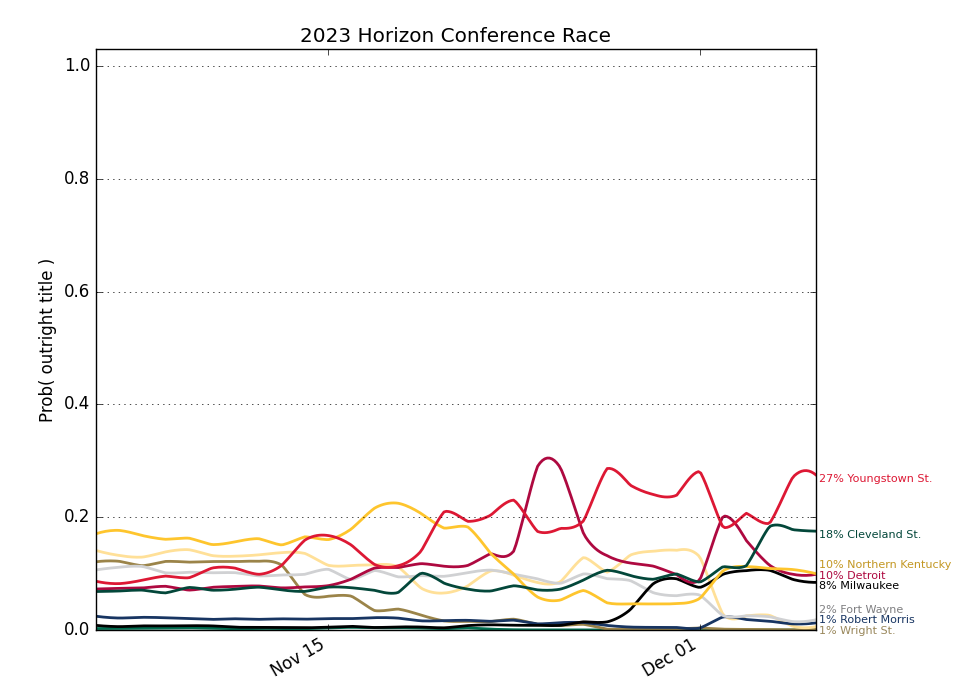 2023 Horizon Conference Race
Prob( outright title )
1.0
0.8
0.6
0.4
0.2
0.0
Nov 15
Dec 01
27% Youngstown St.
18% Cleveland St.
10% Northern Kentucky
10% Detroit
8% Milwaukee
2% Fort Wayne
1% Robert Morris
1% Wright St.